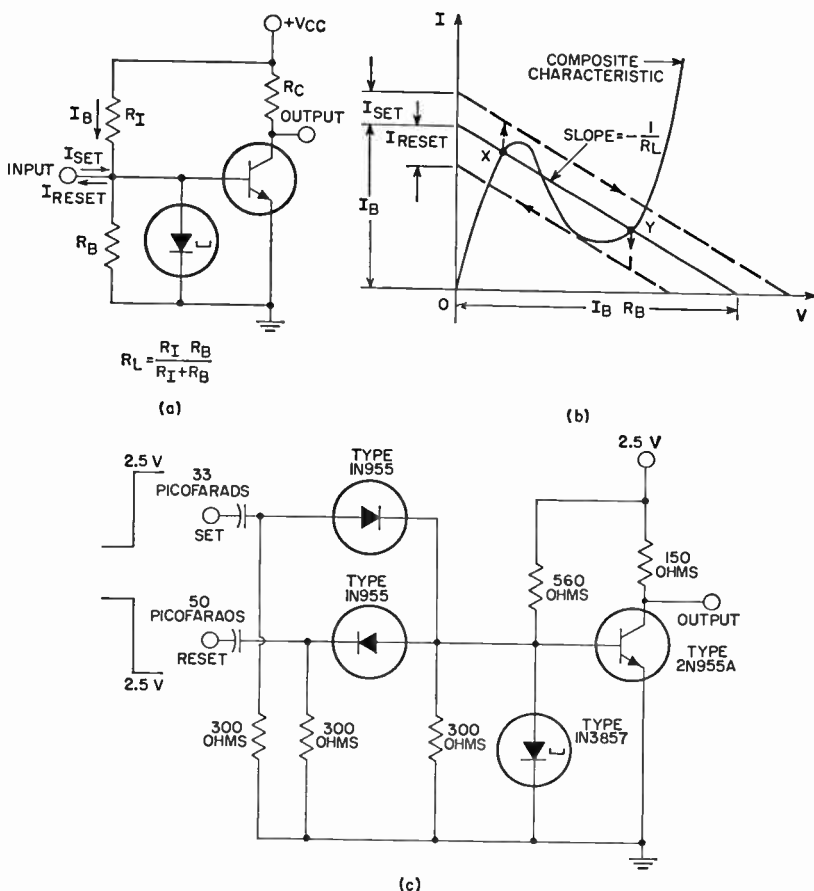 +VCC
RC
IB
RI
OUTPUT
INPUT
ISET
IRESET
RB
RL = RI RB
RI+RB
(a)
I
COMPOSITE
CHARACTERISTIC
ISET
IRESET
SLOPE=-1
RL
X
IB
Y
O
IB RB
V
(b)
2.5 V
33
PICOFARADS
SET
TYPE
IN955
2.5 V
560
OHMS
150
OHMS
TYPE
IN955
50
PICOFARAOS
RESET
OUTPUT
TYPE
2N955A
2.5 V
300
OHMS
300
OHMS
300
OHMS
TYPE
IN3857
(c)